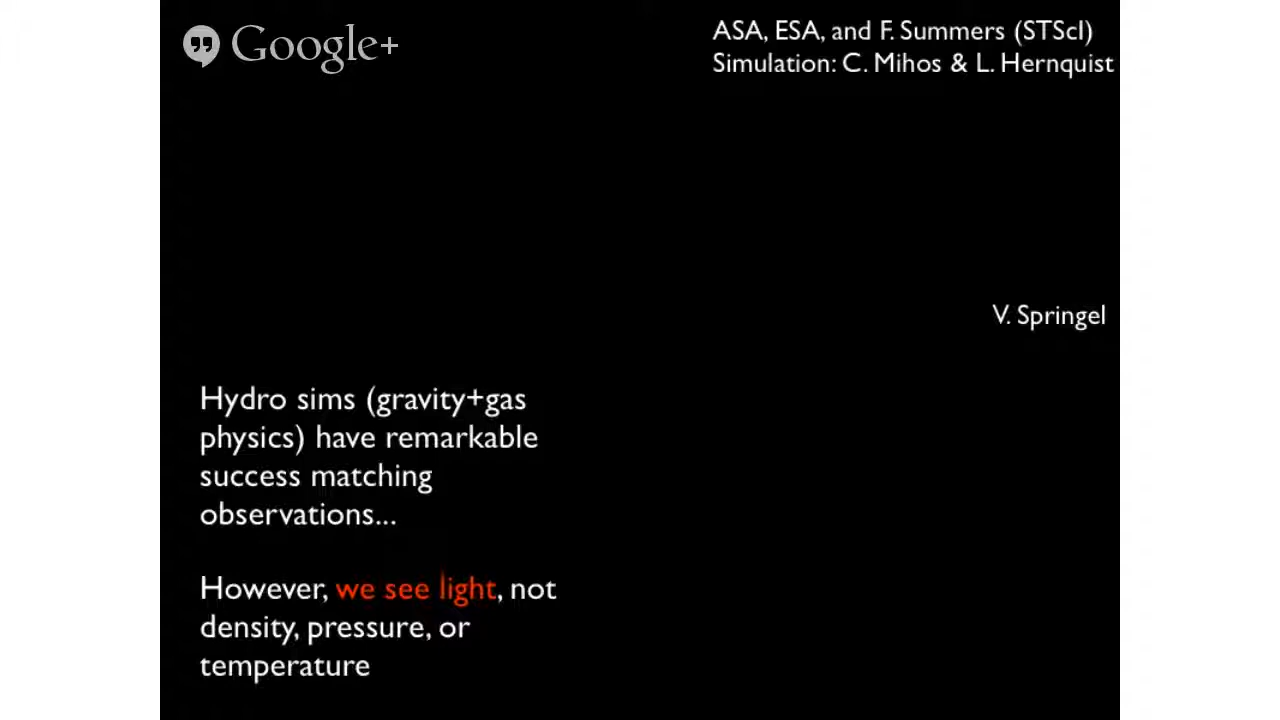 Google+
ASA, ESA, and F. Summers (STScI)
Simulation: C. Mihos & L. Hernquist
V. Springel
Hydro sims (gravity+gas
physics) have remarkable
success matching
observations...
However, we see light, not
density, pressure, or
temperature